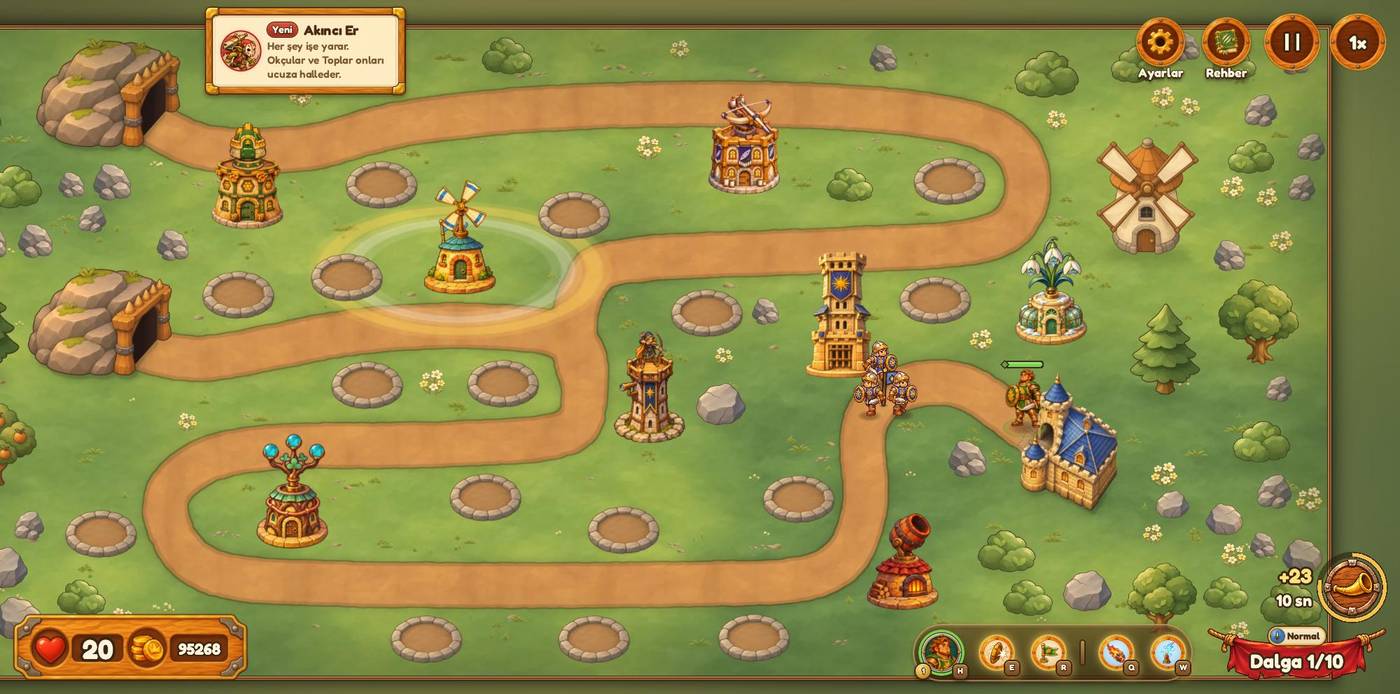 Yeni Akıncı Er
Her şey işe yarar.
Okçular ve Toplar onları
ucuza halleder.
Ayarlar
Rehber
1x
20
95268
1
H
E
R
Q
W
+23
10 sn
Normal
Dalga 1/10